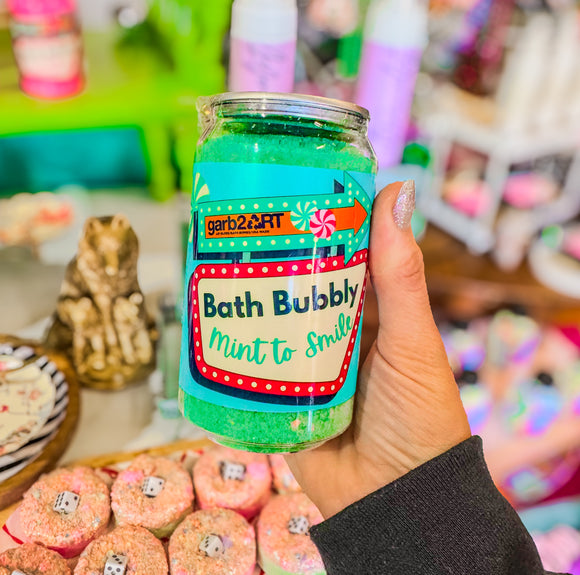 garb2ART
Bath Bubbly
Mint to Smile